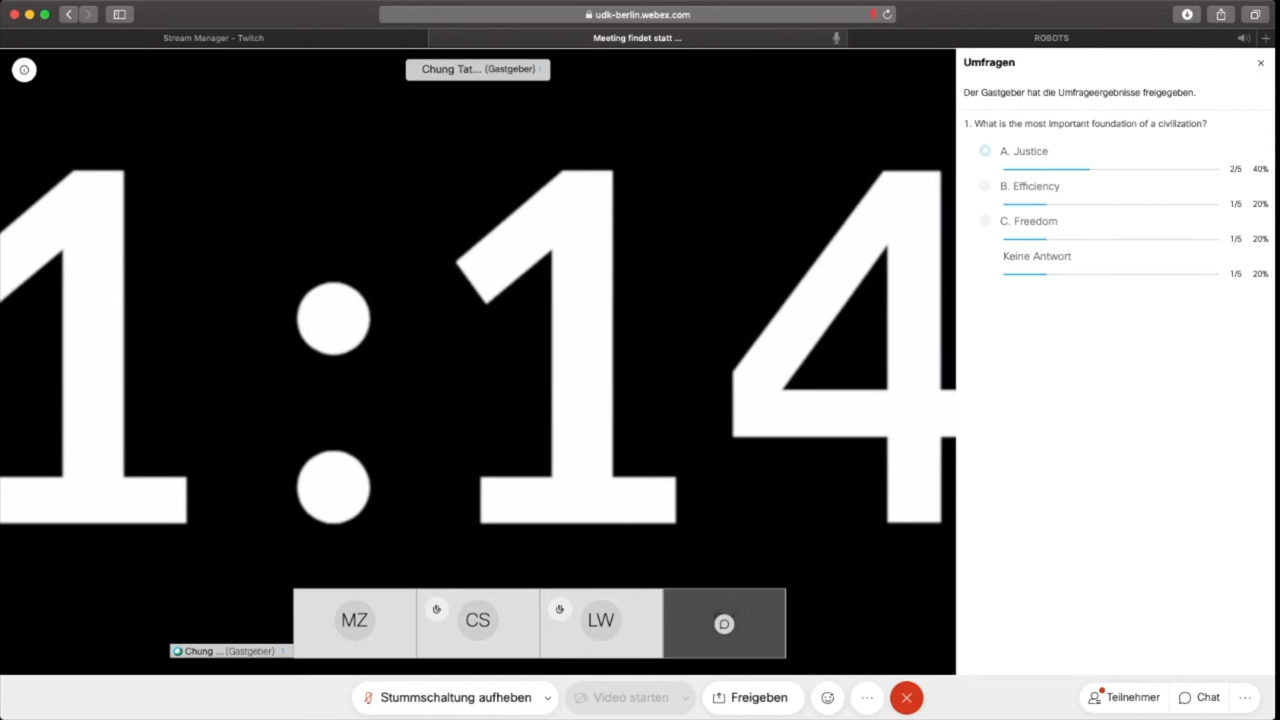 udk-berlin.webex.com
Stream Manager - Twitch
Meeting findet statt ...
ROBOTS
Chung Tat... (Gastgeber)
Umfragen
Der Gastgeber hat die Umfrageergebnisse freigegeben.
1. What is the most important foundation of a civilization?
A. Justice
2/5 40%
B. Efficiency
1/5 20%
C. Freedom
1/5 20%
Keine Antwort
1/5 20%
1:14
MZ
CS
LW
Chung ... (Gastgeber)
Stummschaltung aufheben
Video starten
Freigeben
Teilnehmer
Chat